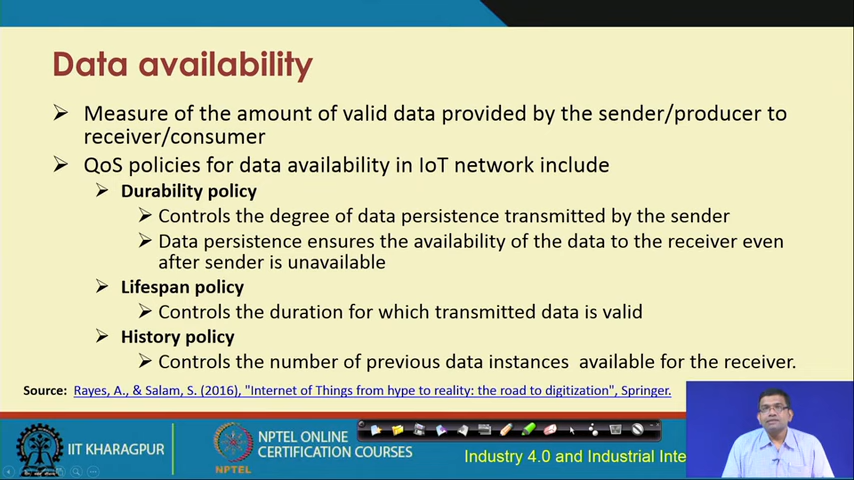 Data availability
Measure of the amount of valid data provided by the sender/producer to
receiver/consumer
QoS policies for data availability in IoT network include
Durability policy
Controls the degree of data persistence transmitted by the sender
Data persistence ensures the availability of the data to the receiver even
after sender is unavailable
Lifespan policy
Controls the duration for which transmitted data is valid
History policy
Controls the number of previous data instances available for the receiver.
Source: Rayes, A., & Salam, S. (2016), "Internet of Things from hype to reality: the road to digitization", Springer.
IIT KHARAGPUR
NPTEL
NPTEL ONLINE
CERTIFICATION COURSES
Industry 4.0 and Industrial Inte